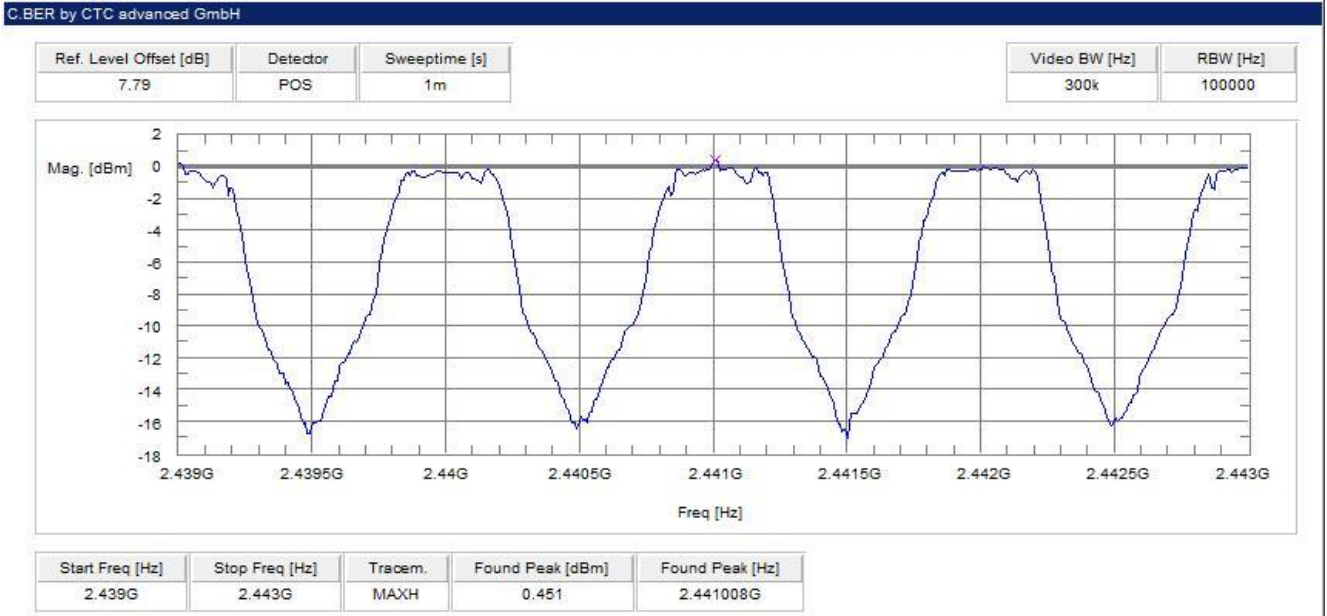 C.BER by CTC advanced GmbH
Ref. Level Offset [dB] Detector Sweeptime [s] Video BW [Hz] RBW [Hz]
7.79 POS 1m 300k 100000
Mag. [dBm]
2
0
-2
-4
-6
-8
-10
-12
-14
-16
-18
2.439G 2.4395G 2.44G 2.4405G 2.441G 2.4415G 2.442G 2.4425G 2.443G
Freq [Hz]
Start Freq [Hz] Stop Freq [Hz] Tracem. Found Peak [dBm] Found Peak [Hz]
2.439G 2.443G MAXH 0.451 2.441008G